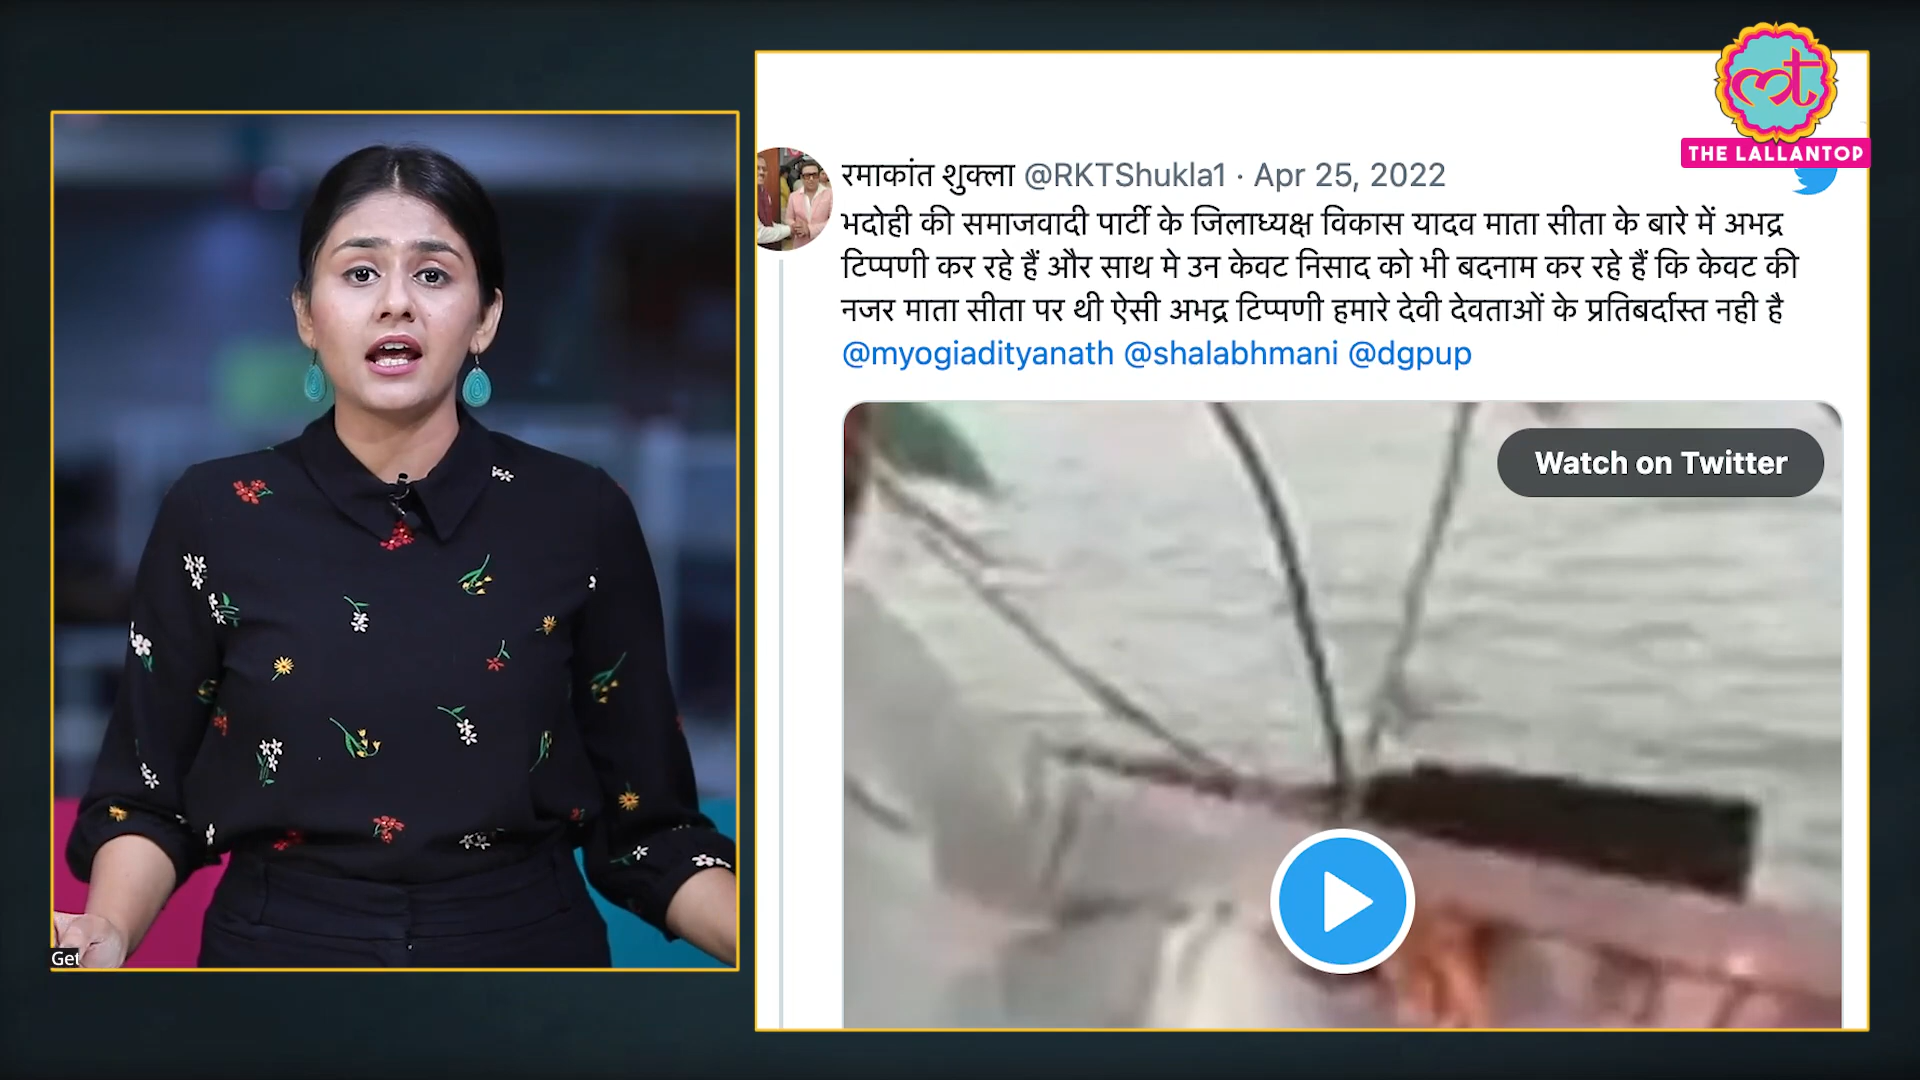 THE LALLANTOP
रमाकांत शुक्ला @RKTShukla1 · Apr 25, 2022
भदोही की समाजवादी पार्टी के जिलाध्यक्ष विकास यादव माता सीता के बारे में अभद्र
टिप्पणी कर रहे हैं और साथ मे उन केवट निसाद को भी बदनाम कर रहे हैं कि केवट की
नजर माता सीता पर थी ऐसी अभद्र टिप्पणी हमारे देवी देवताओं के प्रतिबर्दास्त नही है
@myogiadityanath @shalabhmani @dgpup
Watch on Twitter
Get